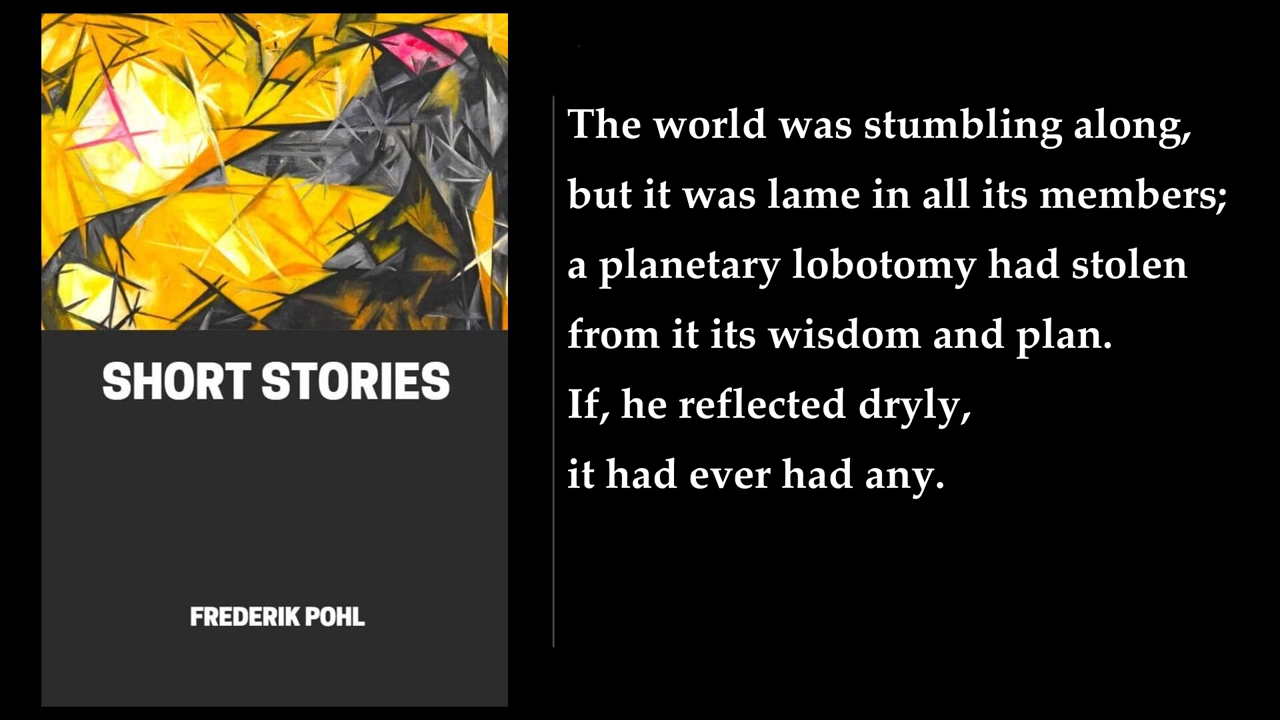 SHORT STORIES
FREDERIK POHL
The world was stumbling along,
but it was lame in all its members;
a planetary lobotomy had stolen
from it its wisdom and plan.
If, he reflected dryly,
it had ever had any.